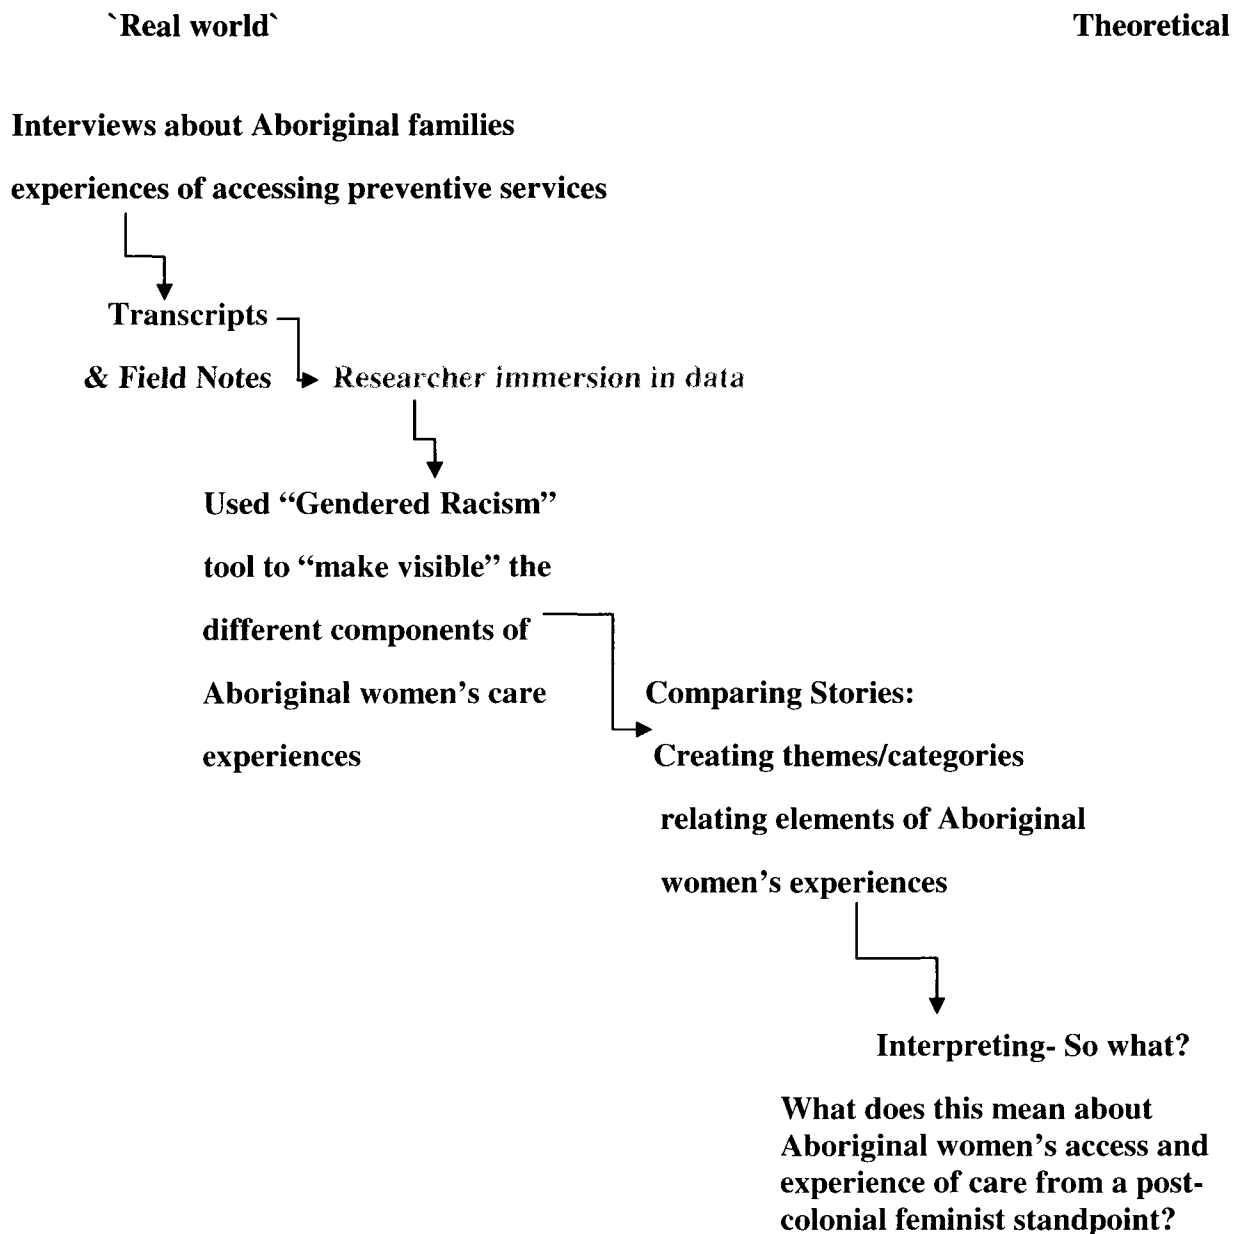 `Real world` Theoretical
Interviews about Aboriginal families
experiences of accessing preventive services
Transcripts
& Field Notes Researcher immersion in data
Used “Gendered Racism”
tool to “make visible” the
different components of
Aboriginal women’s care
experiences
Comparing Stories:
Creating themes/categories
relating elements of Aboriginal
women’s experiences
Interpreting- So what?
What does this mean about
Aboriginal women’s access and
experience of care from a post-
colonial feminist standpoint?